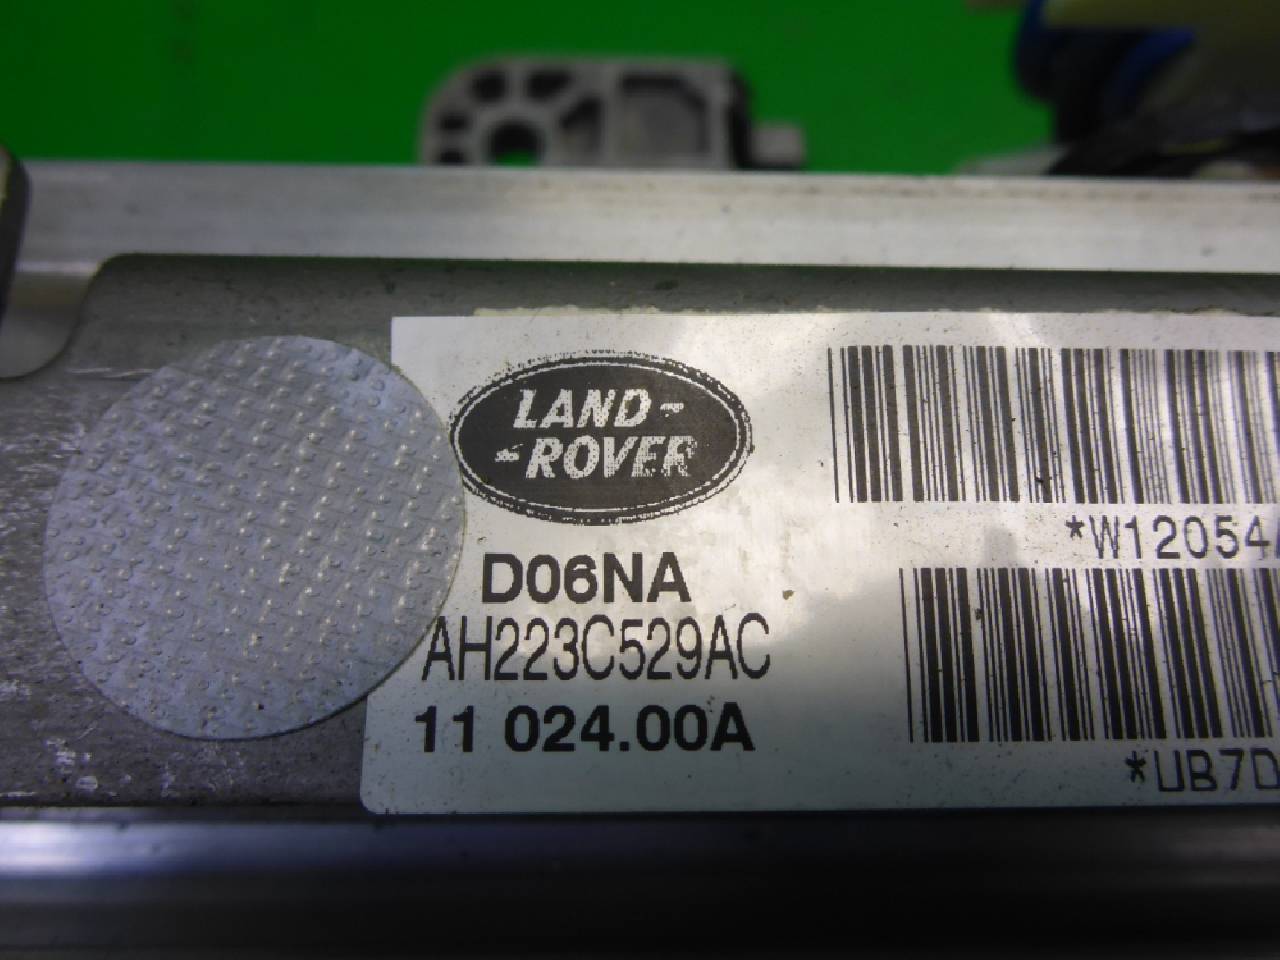 LAND-
-ROVER
D06NA
AH223C529AC
11 024.00A
*W12054
*UB7D